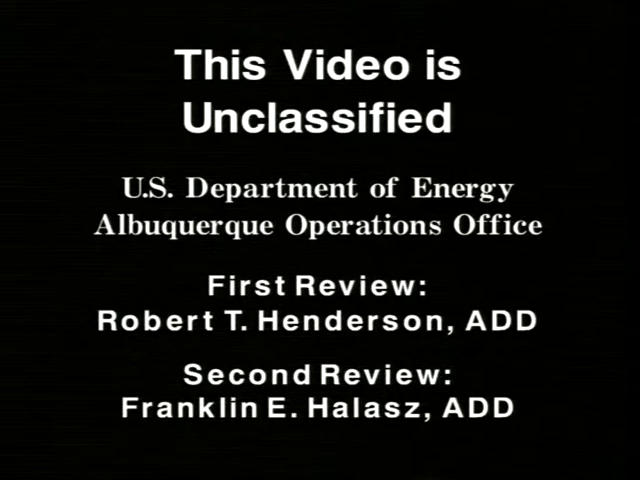 This Video is
Unclassified
U.S. Department of Energy
Albuquerque Operations Office
First Review:
Robert T. Henderson, ADD
Second Review:
Franklin E. Halasz, ADD